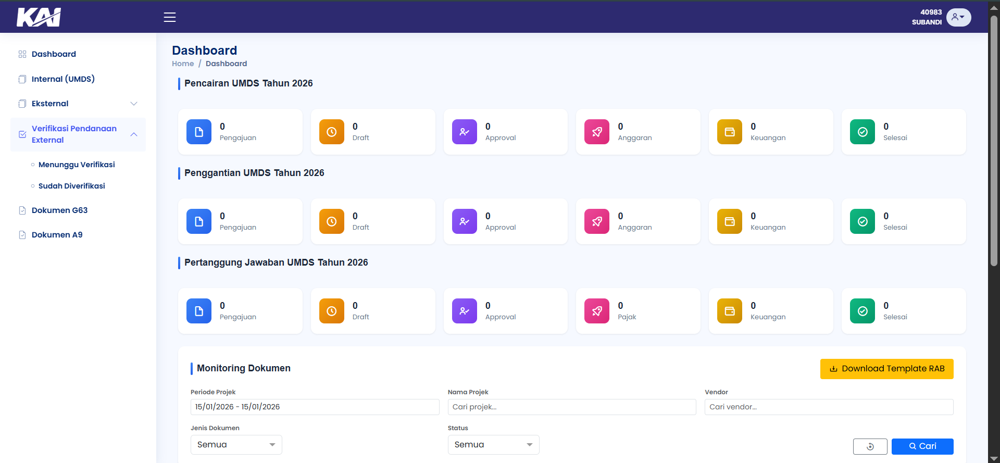 KAI
40983
SUBANDI
Dashboard
Internal (UMDS)
Eksternal
Verifikasi Pendanaan
External
Menunggu Verifikasi
Sudah Diverifikasi
Dokumen G63
Dokumen A9
Dashboard
Home / Dashboard
Pencairan UMDS Tahun 2026
0
Pengajuan
0
Draft
0
Approval
0
Anggaran
0
Keuangan
0
Selesai
Penggantian UMDS Tahun 2026
0
Pengajuan
0
Draft
0
Approval
0
Anggaran
0
Keuangan
0
Selesai
Pertanggung Jawaban UMDS Tahun 2026
0
Pengajuan
0
Draft
0
Approval
0
Pajak
0
Keuangan
0
Selesai
Monitoring Dokumen
Download Template RAB
Periode Projek
15/01/2026 - 15/01/2026
Nama Projek
Cari projek...
Vendor
Cari vendor...
Jenis Dokumen
Semua
Status
Semua
Cari